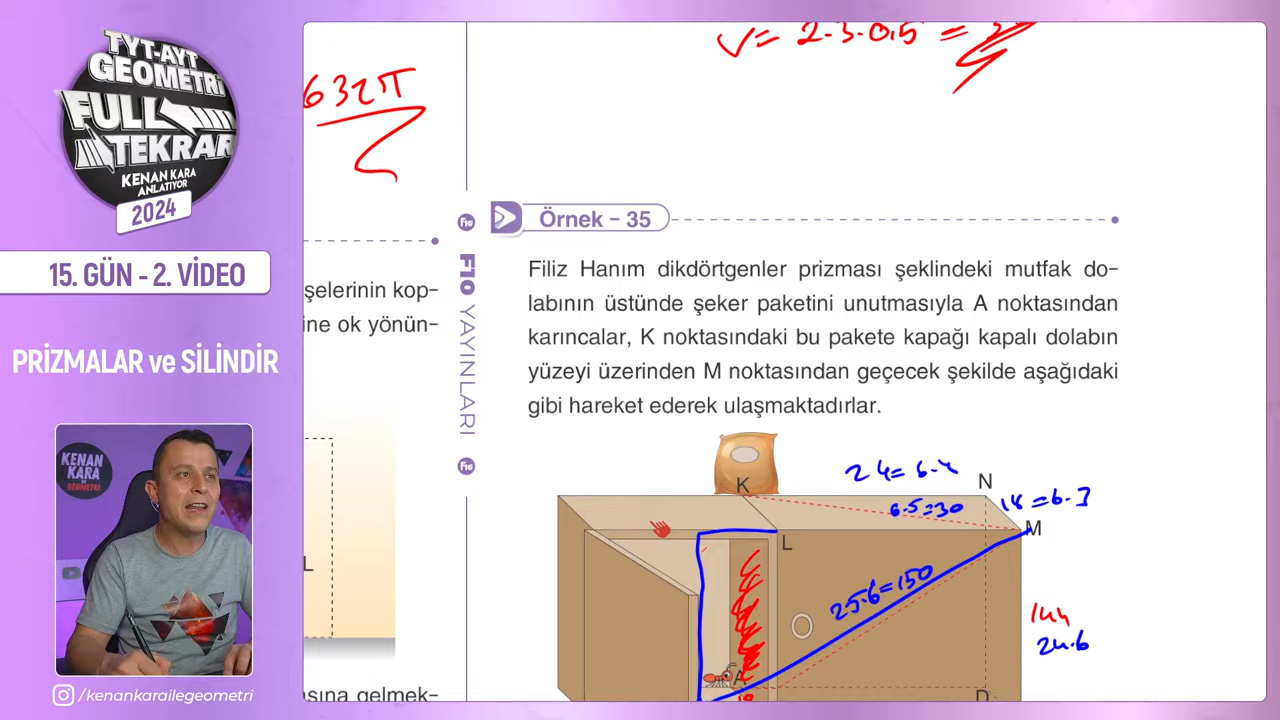 TYT-AYT
GEOMETRİ
FULL
TEKRAR
KENAN KARA
ANLATIYOR
2024
15. GÜN - 2. VİDEO
PRİZMALAR ve SİLİNDİR
KENAN
KARA
ile GEOMETRİ
/kenankarailegeometri
632π
şelerinin kop-
ine ok yönün-
L
asına gelmek-
F10 YAYINLARI
V = 2·3·0,5 =
Örnek – 35
Filiz Hanım dikdörtgenler prizması şeklindeki mutfak do-
labının üstünde şeker paketini unutmasıyla A noktasından
karıncalar, K noktasındaki bu pakete kapağı kapalı dolabın
yüzeyi üzerinden M noktasından geçecek şekilde aşağıdaki
gibi hareket ederek ulaşmaktadırlar.
24 = 6·4
K
N
6·5=30
18 = 6·3
M
L
25·6=150
144
24·6
A
D